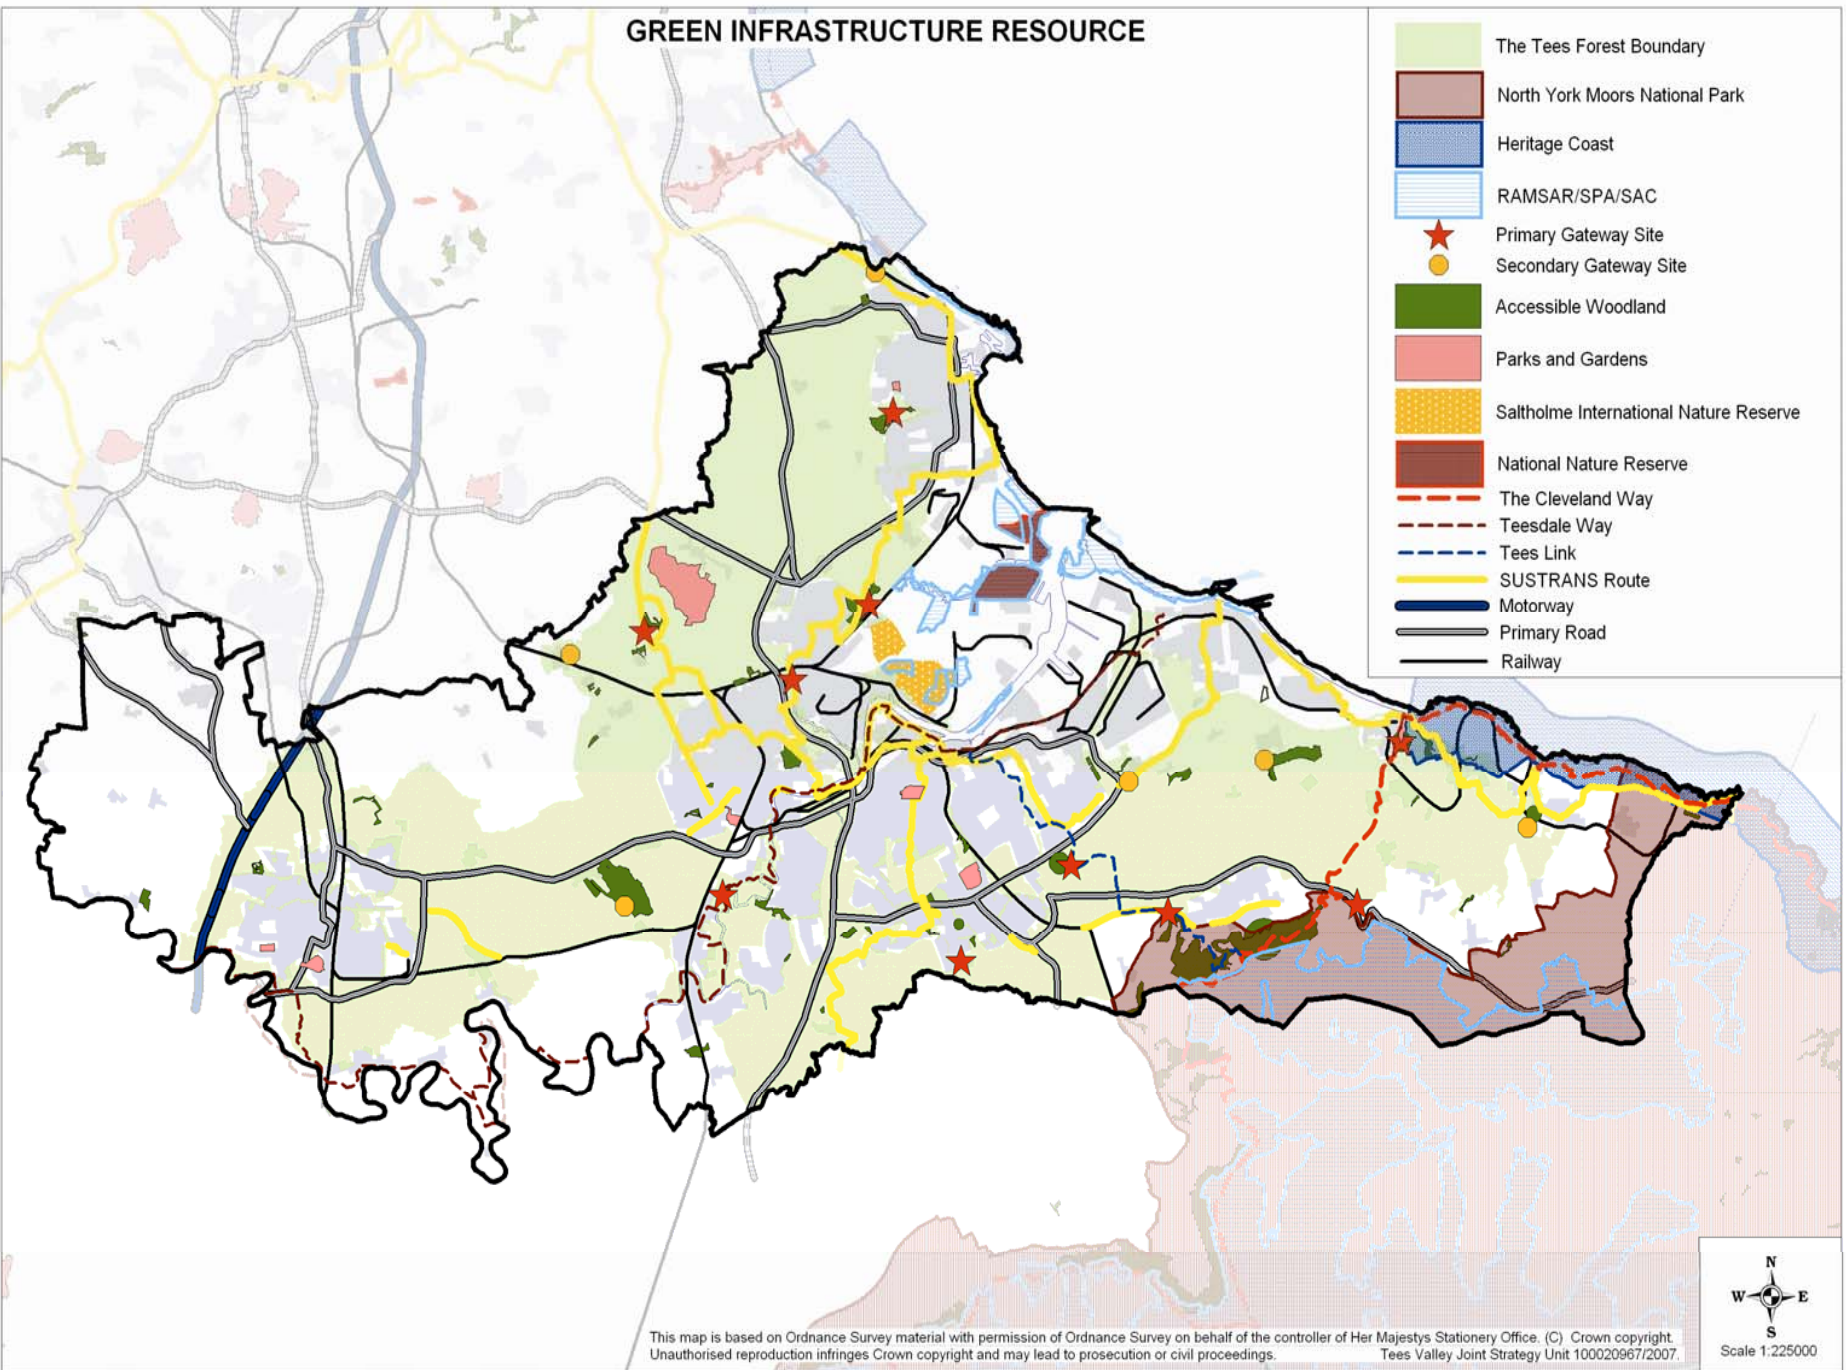 GREEN INFRASTRUCTURE RESOURCE
The Tees Forest Boundary
North York Moors National Park
Heritage Coast
RAMSAR/SPA/SAC
Primary Gateway Site
Secondary Gateway Site
Accessible Woodland
Parks and Gardens
Saltholme International Nature Reserve
National Nature Reserve
The Cleveland Way
Teesdale Way
Tees Link
SUSTRANS Route
Motorway
Primary Road
Railway
N
W E
S
Scale 1:225000
This map is based on Ordnance Survey material with permission of Ordnance Survey on behalf of the controller of Her Majestys Stationery Office. (C) Crown copyright.
Unauthorised reproduction infringes Crown copyright and may lead to prosecution or civil proceedings. Tees Valley Joint Strategy Unit 100020967/2007.